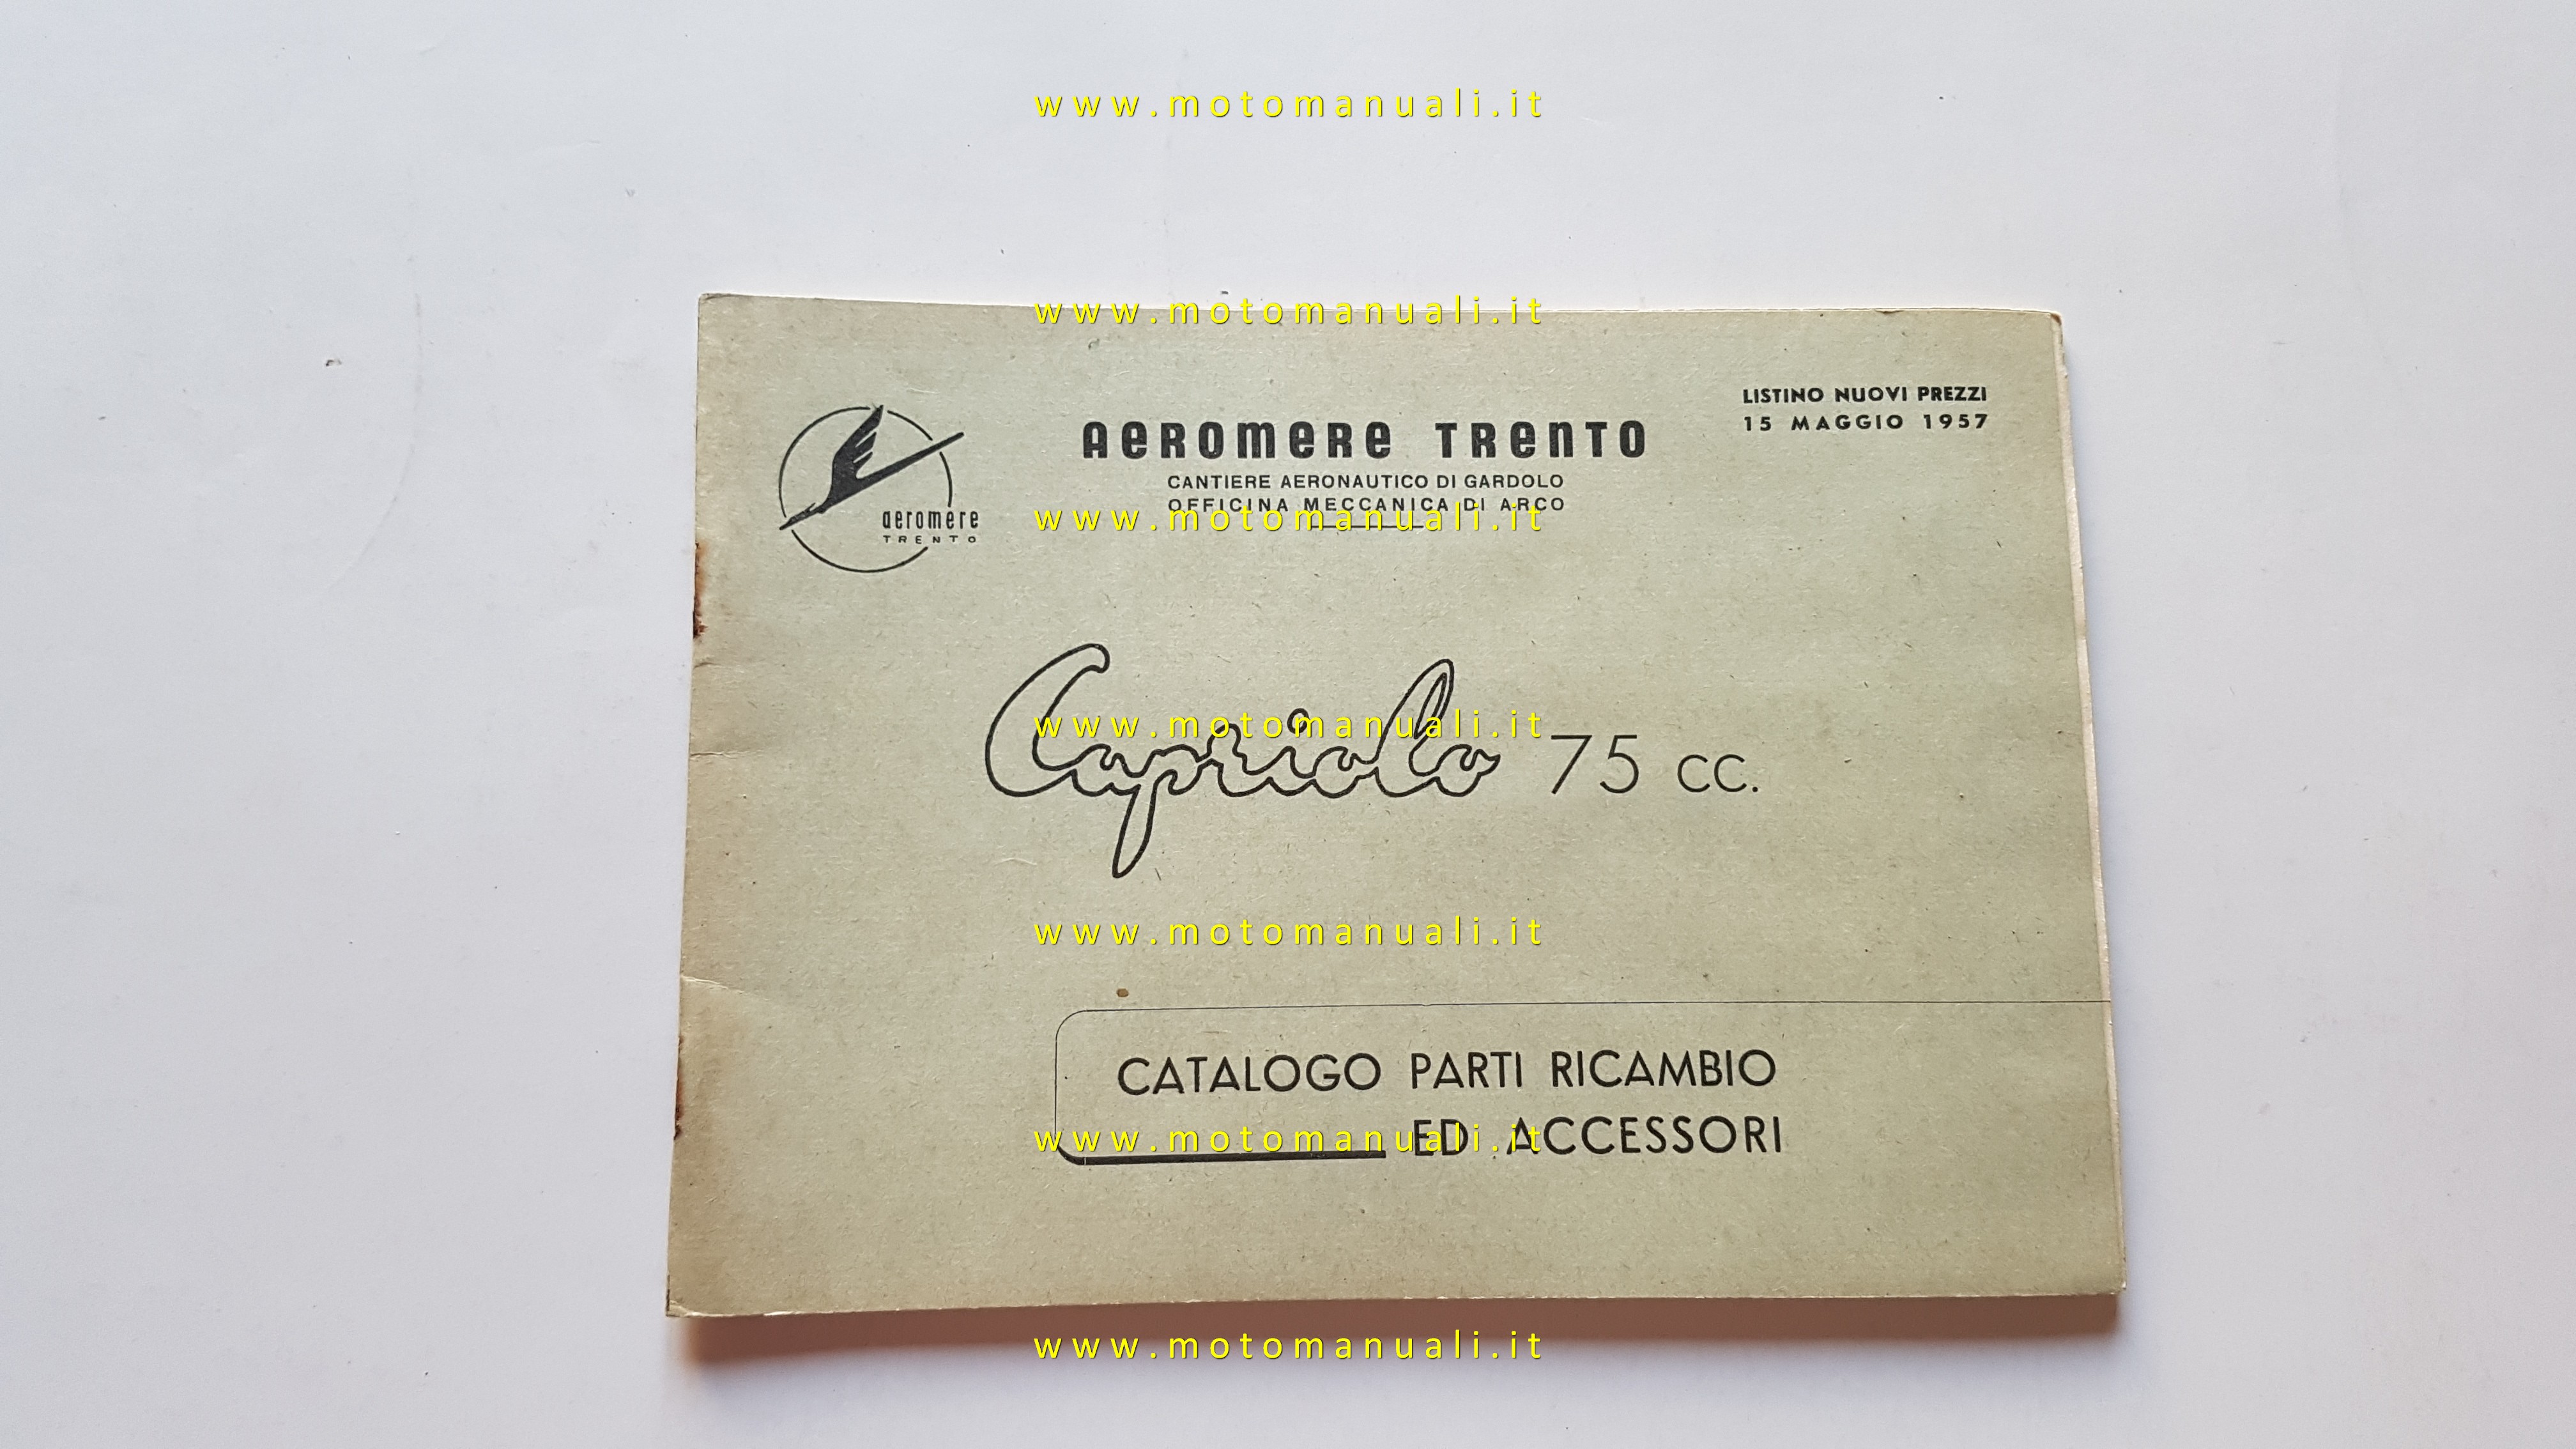 www.motomanuali.it
www.motomanuali.it
LISTINO NUOVI PREZZI
15 MAGGIO 1957
AEROMERE TRENTO
CANTIERE AERONAUTICO DI GARDOLO
OFFICINA MECCANICA DI ARCO
www.motomanuali.it
aeromere
TRENTO
www.motomanuali.it
Capriolo 75 cc.
www.motomanuali.it
CATALOGO PARTI RICAMBIO
ED ACCESSORI
www.motomanuali.it
www.motomanuali.it